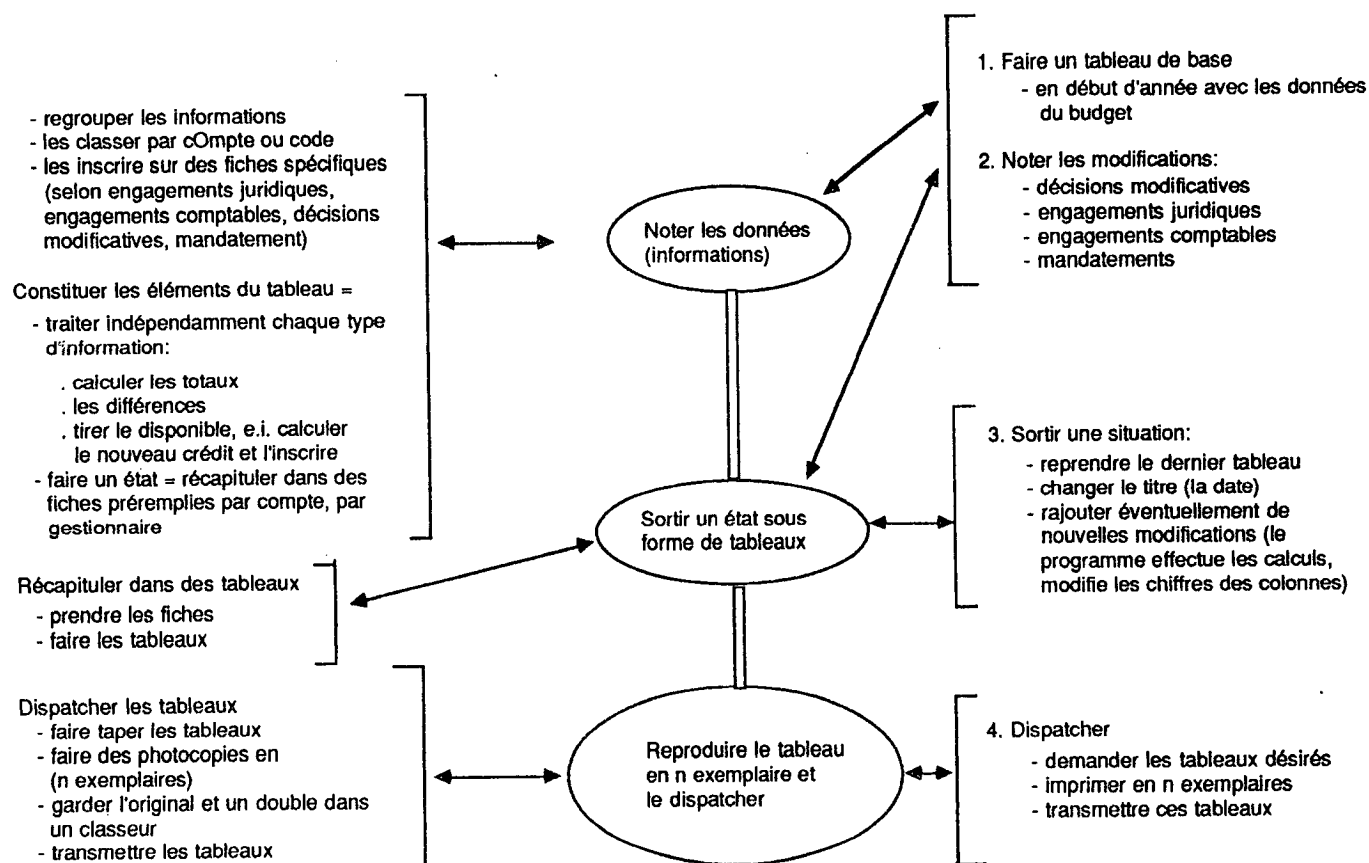 - regrouper les informations
- les classer par cOmpte ou code
- les inscrire sur des fiches spécifiques
(selon engagements juridiques,
engagements comptables, décisions
modificatives, mandatement)
Constituer les éléments du tableau =
- traiter indépendamment chaque type
d'information:
. calculer les totaux
. les différences
. tirer le disponible, e.i. calculer
le nouveau crédit et l'inscrire
- faire un état = récapituler dans des
fiches préremplies par compte, par
gestionnaire
Récapituler dans des tableaux
- prendre les fiches
- faire les tableaux
Dispatcher les tableaux
- faire taper les tableaux
- faire des photocopies en
(n exemplaires)
- garder l'original et un double dans
un classeur
- transmettre les tableaux
Noter les données
(informations)
Sortir un état sous
forme de tableaux
Reproduire le tableau
en n exemplaire et
le dispatcher
1. Faire un tableau de base
- en début d'année avec les données
du budget
2. Noter les modifications:
- décisions modificatives
- engagements juridiques
- engagements comptables
- mandatements
3. Sortir une situation:
- reprendre le dernier tableau
- changer le titre (la date)
- rajouter éventuellement de
nouvelles modifications (le
programme effectue les calculs,
modifie les chiffres des colonnes)
4. Dispatcher
- demander les tableaux désirés
- imprimer en n exemplaires
- transmettre ces tableaux